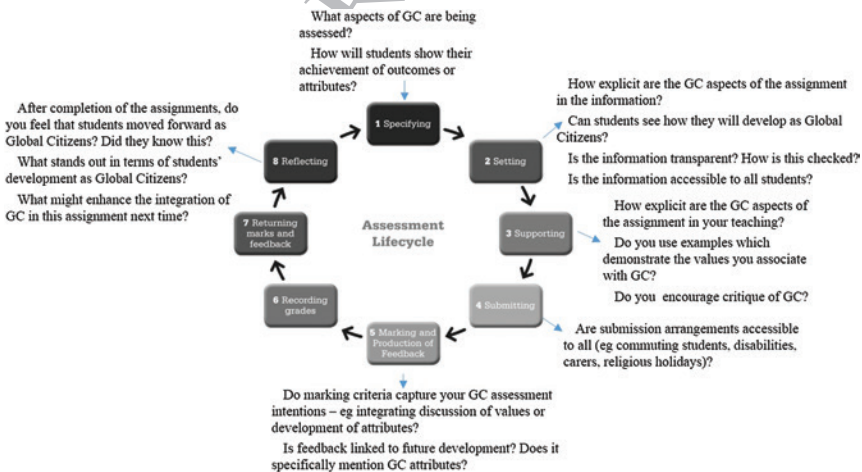 What aspects of GC are being
assessed?
How will students show their
achievement of outcomes or
attributes?
1 Specifying
How explicit are the GC aspects of the assignment
in the information?
Can students see how they will develop as Global
Citizens?
Is the information transparent? How is this checked?
Is the information accessible to all students?
2 Setting
How explicit are the GC aspects of
the assignment in your teaching?
Do you use examples which
demonstrate the values you associate
with GC?
Do you encourage critique of GC?
3 Supporting
4 Submitting
Are submission arrangements accessible
to all (eg commuting students, disabilities,
carers, religious holidays)?
5 Marking and
Production of
Feedback
Do marking criteria capture your GC assessment
intentions – eg integrating discussion of values or
development of attributes?
Is feedback linked to future development? Does it
specifically mention GC attributes?
6 Recording
grades
7 Returning
marks and
feedback
8 Reflecting
After completion of the assignments, do
you feel that students moved forward as
Global Citizens? Did they know this?
What stands out in terms of students'
development as Global Citizens?
What might enhance the integration of
GC in this assignment next time?
Assessment
Lifecycle